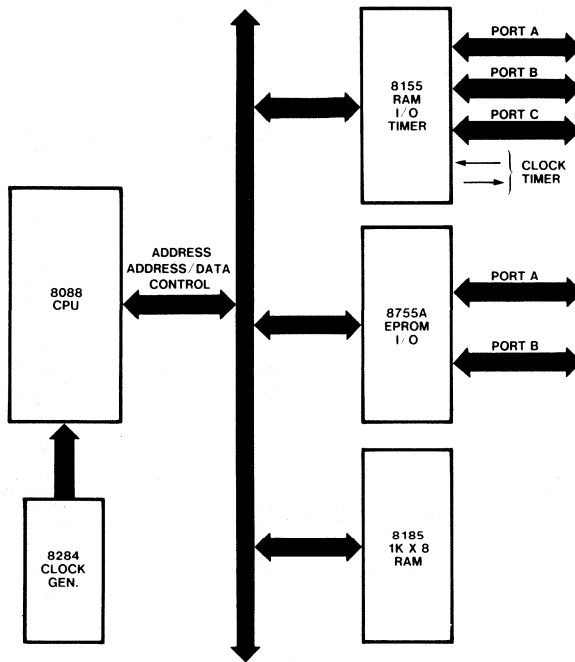 8088
CPU
8284
CLOCK
GEN.
ADDRESS
ADDRESS/DATA
CONTROL
8155
RAM
I/O
TIMER
PORT A
PORT B
PORT C
CLOCK
TIMER
8755A
EPROM
I/O
PORT A
PORT B
8185
1K X 8
RAM